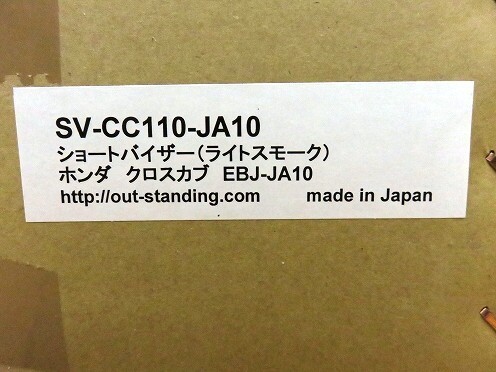 SV-CC110-JA10
ショートバイザー(ライトスモーク)
ホンダ　クロスカブ　EBJ-JA10
http://out-standing.com made in Japan